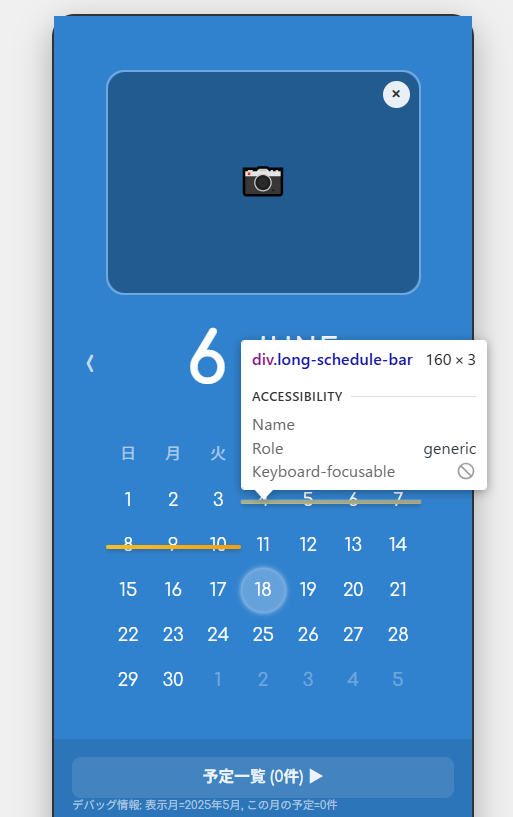 ×
6
div.long-schedule-bar 160 × 3
ACCESSIBILITY
Name
Role generic
Keyboard-focusable
日 月 火
1 2 3 4 5 6 7
8 9 10 11 12 13 14
15 16 17 18 19 20 21
22 23 24 25 26 27 28
29 30 1 2 3 4 5
予定一覧 (0件) ▶
デバッグ情報: 表示月=2025年5月, この月の予定=0件